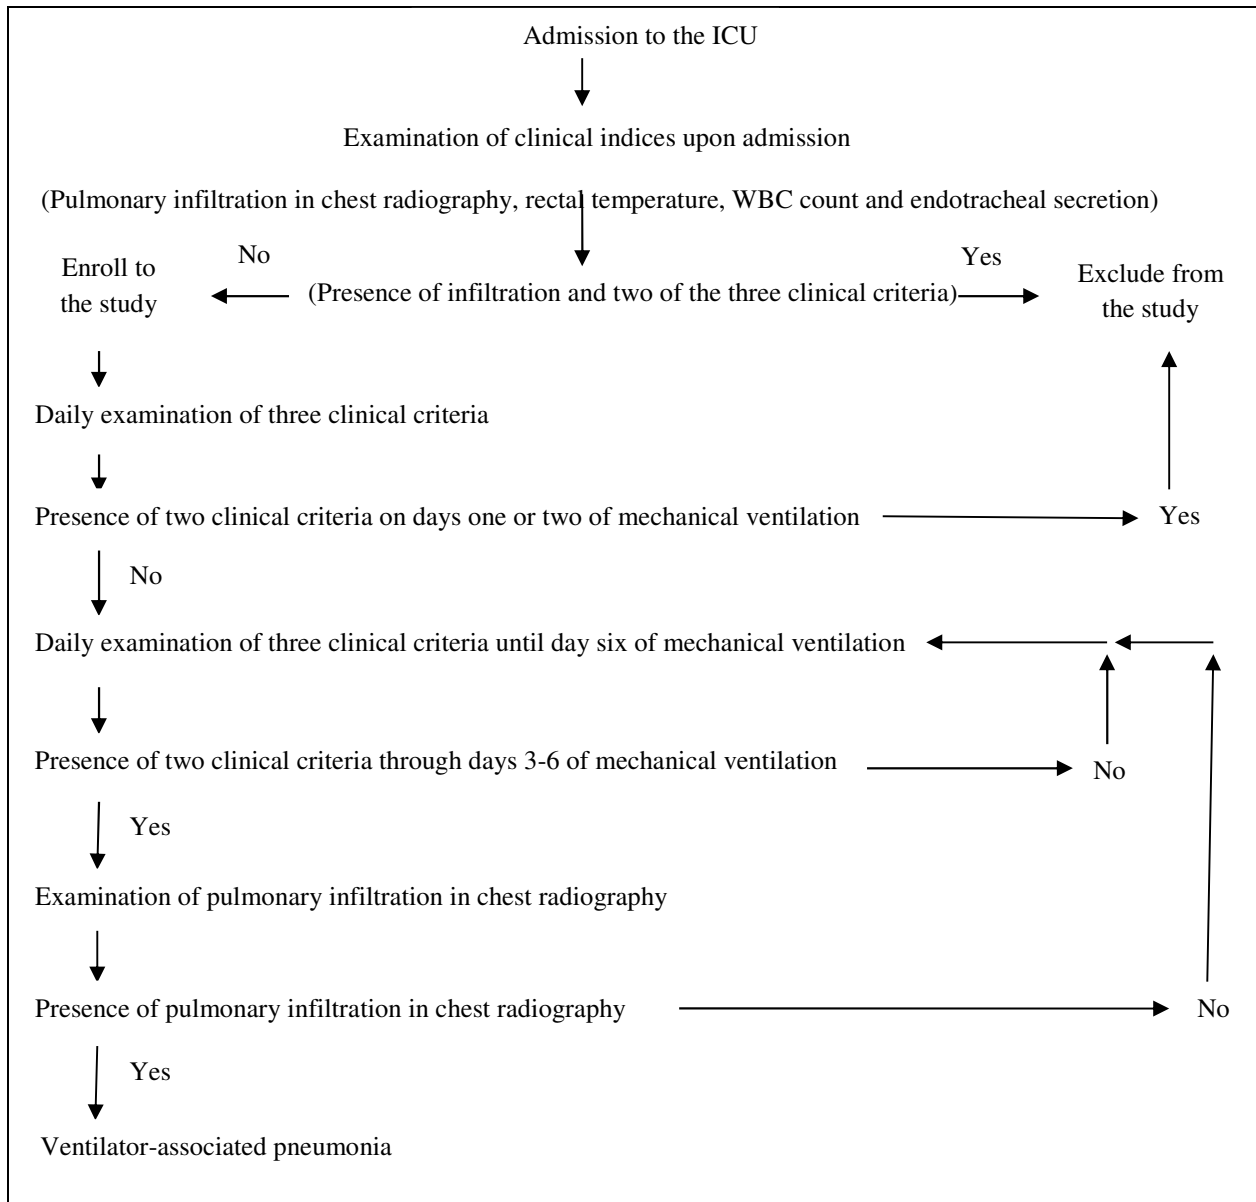 Admission to the ICU
Examination of clinical indices upon admission
(Pulmonary infiltration in chest radiography, rectal temperature, WBC count and endotracheal secretion)
No
Yes
Enroll to
the study
(Presence of infiltration and two of the three clinical criteria)
Exclude from
the study
Daily examination of three clinical criteria
Presence of two clinical criteria on days one or two of mechanical ventilation
Yes
No
Daily examination of three clinical criteria until day six of mechanical ventilation
Presence of two clinical criteria through days 3-6 of mechanical ventilation
No
Yes
Examination of pulmonary infiltration in chest radiography
Presence of pulmonary infiltration in chest radiography
No
Yes
Ventilator-associated pneumonia